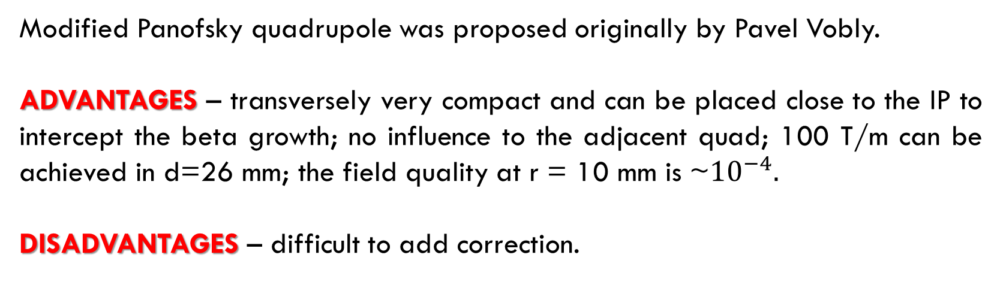 Modified Panofsky quadrupole was proposed originally by Pavel Vobly.
ADVANTAGES – transversely very compact and can be placed close to the IP to
intercept the beta growth; no influence to the adjacent quad; 100 T/m can be
achieved in d=26 mm; the field quality at r = 10 mm is ~10⁻⁴.
DISADVANTAGES – difficult to add correction.